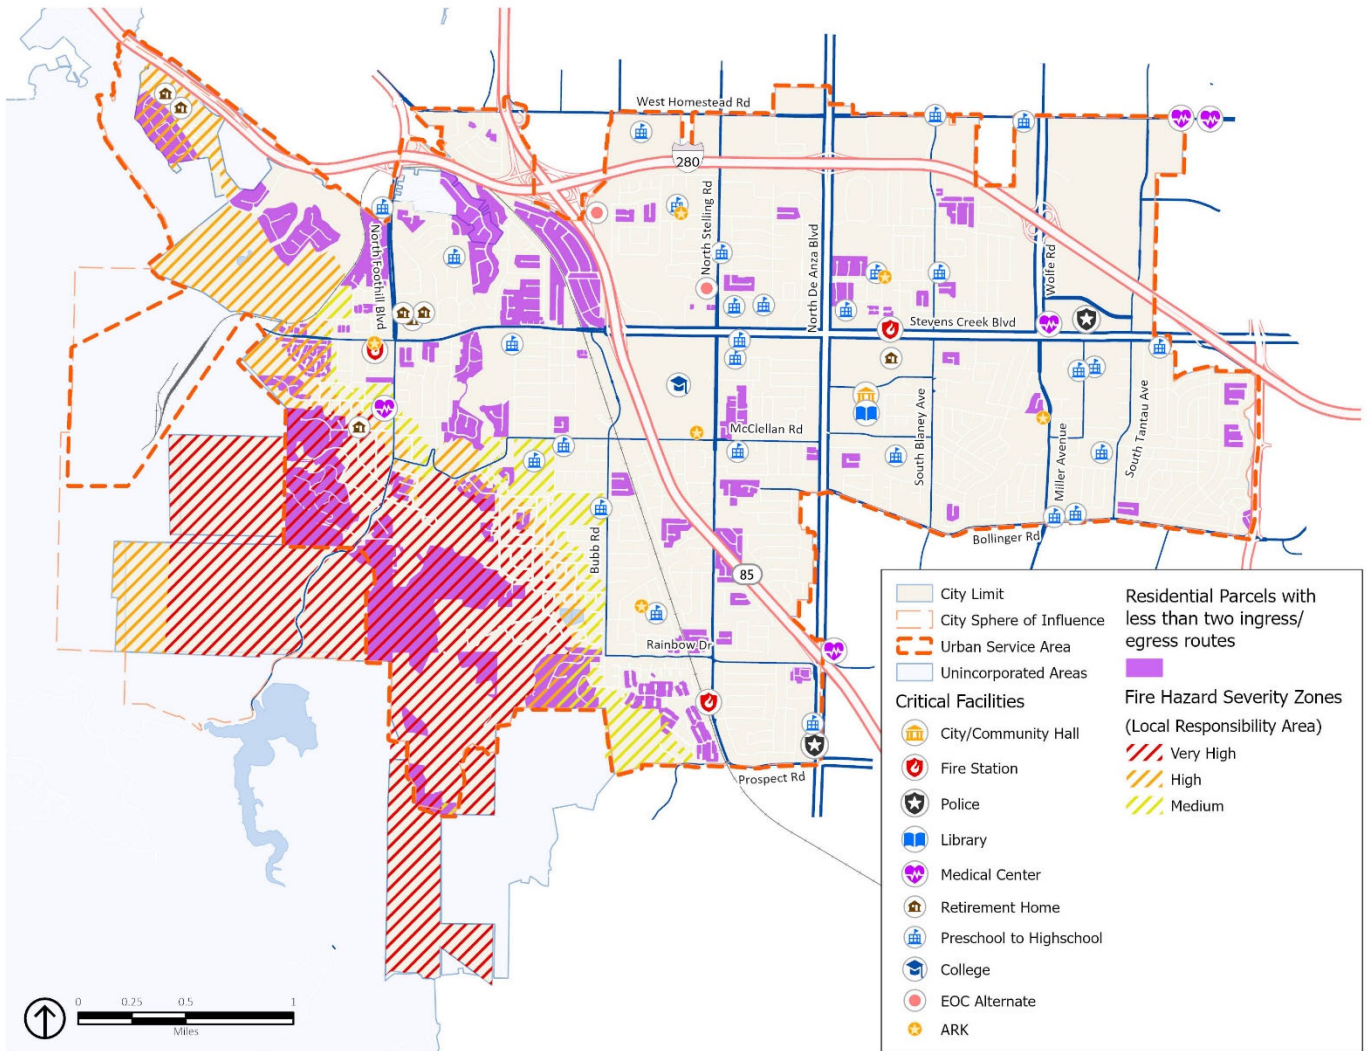 West Homestead Rd
280
North Stelling Rd
North Foothill Blvd
North De Anza Blvd
Wolfe Rd
Stevens Creek Blvd
McClellan Rd
South Blaney Ave
Miller Avenue
South Tantau Ave
Bubb Rd
Bollinger Rd
85
Rainbow Dr
Prospect Rd
City Limit
City Sphere of Influence
Urban Service Area
Unincorporated Areas
Critical Facilities
City/Community Hall
Fire Station
Police
Library
Medical Center
Retirement Home
Preschool to Highschool
College
EOC Alternate
ARK
Residential Parcels with
less than two ingress/
egress routes
Fire Hazard Severity Zones
(Local Responsibility Area)
Very High
High
Medium
0 0.25 0.5 1
Miles